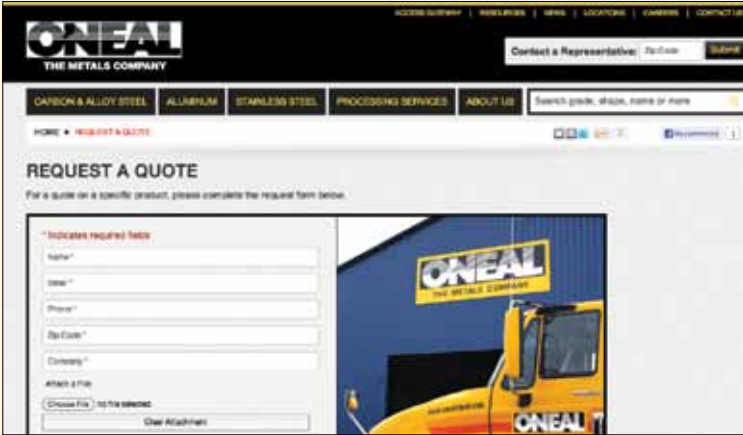 ACCESS GATEWAY | RESOURCES | NEWS | LOCATIONS | CAREERS | CONTACT US
ONEAL
THE METALS COMPANY
Contact a Representative: Zip Code Submit
CARBON & ALLOY STEEL ALUMINUM STAINLESS STEEL PROCESSING SERVICES ABOUT US Search grade, shape, name or more
HOME ▸ REQUEST A QUOTE
Recommend 1
REQUEST A QUOTE
For a quote on a specific product, please complete the request form below.
* Indicates required fields
Name*
Email*
Phone*
Zip Code*
Company*
Attach a File:
Choose File no file selected
Clear Attachment
ONEAL
THE METALS COMPANY
ONEAL